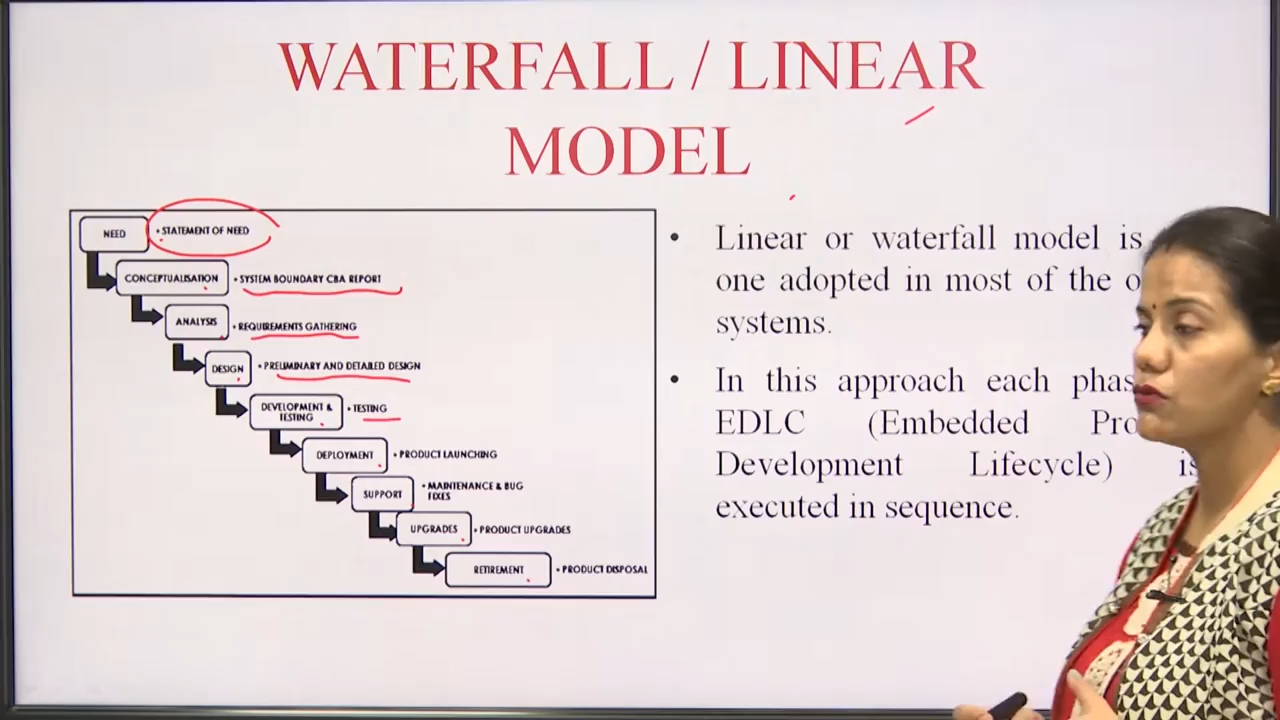 WATERFALL / LINEAR
MODEL
NEED
• STATEMENT OF NEED
CONCEPTUALISATION
• SYSTEM BOUNDARY CBA REPORT
ANALYSIS
• REQUIREMENTS GATHERING
DESIGN
• PRELIMINARY AND DETAILED DESIGN
DEVELOPMENT &
TESTING
• TESTING
DEPLOYMENT
• PRODUCT LAUNCHING
SUPPORT
• MAINTENANCE & BUG
FIXES
UPGRADES
• PRODUCT UPGRADES
RETIREMENT
• PRODUCT DISPOSAL
• Linear or waterfall model is
one adopted in most of the
systems.
• In this approach each
EDLC (Embedded
Development Lifecycle)
executed in sequence.